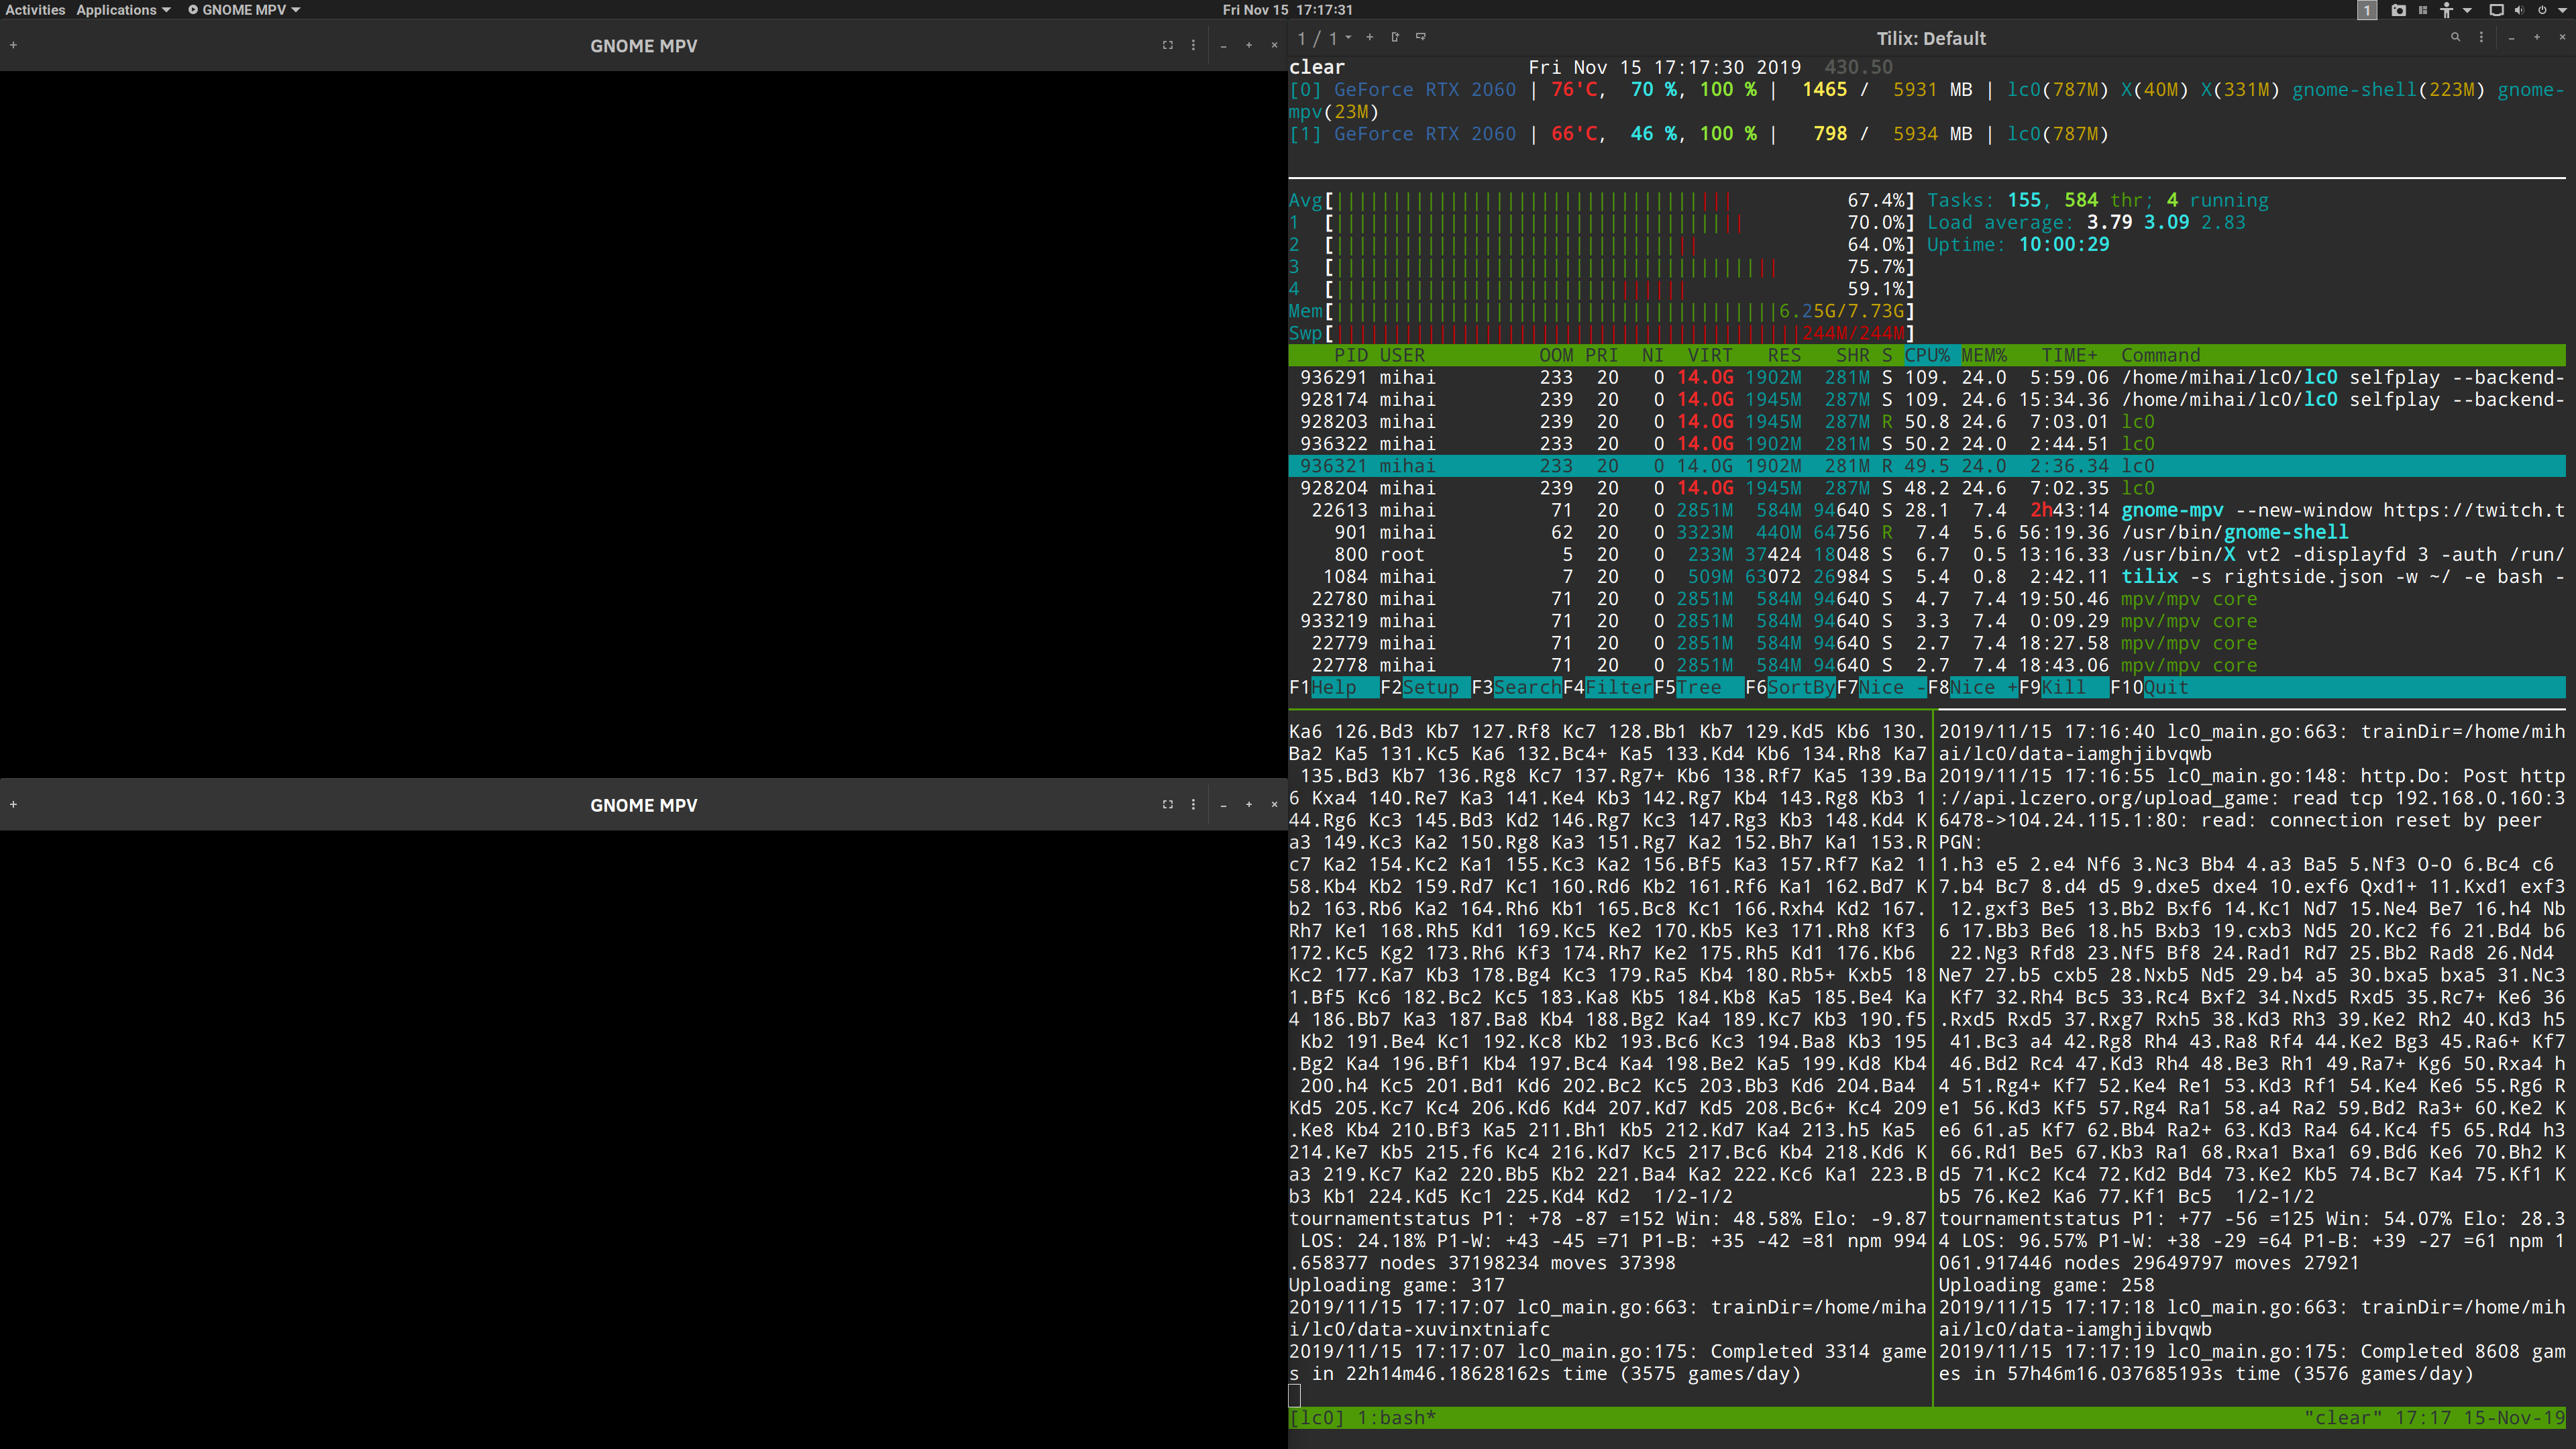 Activities Applications GNOME MPV Fri Nov 15 17:17:31 1
GNOME MPV
GNOME MPV
1 / 1 Tilix: Default
clear Fri Nov 15 17:17:30 2019 430.50
[0] GeForce RTX 2060 | 76'C, 70 %, 100 % | 1465 / 5931 MB | lc0(787M) X(40M) X(331M) gnome-shell(223M) gnome-
mpv(23M)
[1] GeForce RTX 2060 | 66'C, 46 %, 100 % | 798 / 5934 MB | lc0(787M)
Avg[ 67.4%] Tasks: 155, 584 thr; 4 running
1 [ 70.0%] Load average: 3.79 3.09 2.83
2 [ 64.0%] Uptime: 10:00:29
3 [ 75.7%]
4 [ 59.1%]
Mem[ 6.25G/7.73G]
Swp[ 244M/244M]
PID USER OOM PRI NI VIRT RES SHR S CPU% MEM% TIME+ Command
936291 mihai 233 20 0 14.0G 1902M 281M S 109. 24.0 5:59.06 /home/mihai/lc0/lc0 selfplay --backend-
928174 mihai 239 20 0 14.0G 1945M 287M S 109. 24.6 15:34.36 /home/mihai/lc0/lc0 selfplay --backend-
928203 mihai 239 20 0 14.0G 1945M 287M R 50.8 24.6 7:03.01 lc0
936322 mihai 233 20 0 14.0G 1902M 281M S 50.2 24.0 2:44.51 lc0
936321 mihai 233 20 0 14.0G 1902M 281M R 49.5 24.0 2:36.34 lc0
928204 mihai 239 20 0 14.0G 1945M 287M S 48.2 24.6 7:02.35 lc0
22613 mihai 71 20 0 2851M 584M 94640 S 28.1 7.4 2h43:14 gnome-mpv --new-window https://twitch.t
901 mihai 62 20 0 3323M 440M 64756 R 7.4 5.6 56:19.36 /usr/bin/gnome-shell
800 root 5 20 0 233M 37424 18048 S 6.7 0.5 13:16.33 /usr/bin/X vt2 -displayfd 3 -auth /run/
1084 mihai 7 20 0 509M 63072 26984 S 5.4 0.8 2:42.11 tilix -s rightside.json -w ~/ -e bash -
22780 mihai 71 20 0 2851M 584M 94640 S 4.7 7.4 19:50.46 mpv/mpv core
933219 mihai 71 20 0 2851M 584M 94640 S 3.3 7.4 0:09.29 mpv/mpv core
22779 mihai 71 20 0 2851M 584M 94640 S 2.7 7.4 18:27.58 mpv/mpv core
22778 mihai 71 20 0 2851M 584M 94640 S 2.7 7.4 18:43.06 mpv/mpv core
F1Help F2Setup F3SearchF4FilterF5Tree F6SortByF7Nice -F8Nice +F9Kill F10Quit
Ka6 126.Bd3 Kb7 127.Rf8 Kc7 128.Bb1 Kb7 129.Kd5 Kb6 130.
Ba2 Ka5 131.Kc5 Ka6 132.Bc4+ Ka5 133.Kd4 Kb6 134.Rh8 Ka7
135.Bd3 Kb7 136.Rg8 Kc7 137.Rg7+ Kb6 138.Rf7 Ka5 139.Ba
6 Kxa4 140.Re7 Ka3 141.Ke4 Kb3 142.Rg7 Kb4 143.Rg8 Kb3 1
44.Rg6 Kc3 145.Bd3 Kd2 146.Rg7 Kc3 147.Rg3 Kb3 148.Kd4 K
a3 149.Kc3 Ka2 150.Rg8 Ka3 151.Rg7 Ka2 152.Bh7 Ka1 153.R
c7 Ka2 154.Kc2 Ka1 155.Kc3 Ka2 156.Bf5 Ka3 157.Rf7 Ka2 1
58.Kb4 Kb2 159.Rd7 Kc1 160.Rd6 Kb2 161.Rf6 Ka1 162.Bd7 K
b2 163.Rb6 Ka2 164.Rh6 Kb1 165.Bc8 Kc1 166.Rxh4 Kd2 167.
Rh7 Ke1 168.Rh5 Kd1 169.Kc5 Ke2 170.Kb5 Ke3 171.Rh8 Kf3
172.Kc5 Kg2 173.Rh6 Kf3 174.Rh7 Ke2 175.Rh5 Kd1 176.Kb6
Kc2 177.Ka7 Kb3 178.Bg4 Kc3 179.Ra5 Kb4 180.Rb5+ Kxb5 18
1.Bf5 Kc6 182.Bc2 Kc5 183.Ka8 Kb5 184.Kb8 Ka5 185.Be4 Ka
4 186.Bb7 Ka3 187.Ba8 Kb4 188.Bg2 Ka4 189.Kc7 Kb3 190.f5
Kb2 191.Be4 Kc1 192.Kc8 Kb2 193.Bc6 Kc3 194.Ba8 Kb3 195
.Bg2 Ka4 196.Bf1 Kb4 197.Bc4 Ka4 198.Be2 Ka5 199.Kd8 Kb4
200.h4 Kc5 201.Bd1 Kd6 202.Bc2 Kc5 203.Bb3 Kd6 204.Ba4
Kd5 205.Kc7 Kc4 206.Kd6 Kd4 207.Kd7 Kd5 208.Bc6+ Kc4 209
.Ke8 Kb4 210.Bf3 Ka5 211.Bh1 Kb5 212.Kd7 Ka4 213.h5 Ka5
214.Ke7 Kb5 215.f6 Kc4 216.Kd7 Kc5 217.Bc6 Kb4 218.Kd6 K
a3 219.Kc7 Ka2 220.Bb5 Kb2 221.Ba4 Ka2 222.Kc6 Ka1 223.B
b3 Kb1 224.Kd5 Kc1 225.Kd4 Kd2 1/2-1/2
tournamentstatus P1: +78 -87 =152 Win: 48.58% Elo: -9.87
LOS: 24.18% P1-W: +43 -45 =71 P1-B: +35 -42 =81 npm 994
.658377 nodes 37198234 moves 37398
Uploading game: 317
2019/11/15 17:17:07 lc0_main.go:663: trainDir=/home/miha
i/lc0/data-xuvinxtniafc
2019/11/15 17:17:07 lc0_main.go:175: Completed 3314 game
s in 22h14m46.18628162s time (3575 games/day)
2019/11/15 17:16:40 lc0_main.go:663: trainDir=/home/mih
ai/lc0/data-iamghjibvqwb
2019/11/15 17:16:55 lc0_main.go:148: http.Do: Post http
://api.lczero.org/upload_game: read tcp 192.168.0.160:3
6478->104.24.115.1:80: read: connection reset by peer
PGN:
1.h3 e5 2.e4 Nf6 3.Nc3 Bb4 4.a3 Ba5 5.Nf3 O-O 6.Bc4 c6
7.b4 Bc7 8.d4 d5 9.dxe5 dxe4 10.exf6 Qxd1+ 11.Kxd1 exf3
12.gxf3 Be5 13.Bb2 Bxf6 14.Kc1 Nd7 15.Ne4 Be7 16.h4 Nb
6 17.Bb3 Be6 18.h5 Bxb3 19.cxb3 Nd5 20.Kc2 f6 21.Bd4 b6
22.Ng3 Rfd8 23.Nf5 Bf8 24.Rad1 Rd7 25.Bb2 Rad8 26.Nd4
Ne7 27.b5 cxb5 28.Nxb5 Nd5 29.b4 a5 30.bxa5 bxa5 31.Nc3
Kf7 32.Rh4 Bc5 33.Rc4 Bxf2 34.Nxd5 Rxd5 35.Rc7+ Ke6 36
.Rxd5 Rxd5 37.Rxg7 Rxh5 38.Kd3 Rh3 39.Ke2 Rh2 40.Kd3 h5
41.Bc3 a4 42.Rg8 Rh4 43.Ra8 Rf4 44.Ke2 Bg3 45.Ra6+ Kf7
46.Bd2 Rc4 47.Kd3 Rh4 48.Be3 Rh1 49.Ra7+ Kg6 50.Rxa4 h
4 51.Rg4+ Kf7 52.Ke4 Re1 53.Kd3 Rf1 54.Ke4 Ke6 55.Rg6 R
e1 56.Kd3 Kf5 57.Rg4 Ra1 58.a4 Ra2 59.Bd2 Ra3+ 60.Ke2 K
e6 61.a5 Kf7 62.Bb4 Ra2+ 63.Kd3 Ra4 64.Kc4 f5 65.Rd4 h3
66.Rd1 Be5 67.Kb3 Ra1 68.Rxa1 Bxa1 69.Bd6 Ke6 70.Bh2 K
d5 71.Kc2 Kc4 72.Kd2 Bd4 73.Ke2 Kb5 74.Bc7 Ka4 75.Kf1 K
b5 76.Ke2 Ka6 77.Kf1 Bc5 1/2-1/2
tournamentstatus P1: +77 -56 =125 Win: 54.07% Elo: 28.3
4 LOS: 96.57% P1-W: +38 -29 =64 P1-B: +39 -27 =61 npm 1
061.917446 nodes 29649797 moves 27921
Uploading game: 258
2019/11/15 17:17:18 lc0_main.go:663: trainDir=/home/mih
ai/lc0/data-iamghjibvqwb
2019/11/15 17:17:19 lc0_main.go:175: Completed 8608 gam
es in 57h46m16.037685193s time (3576 games/day)
[lc0] 1:bash* "clear" 17:17 15-Nov-19